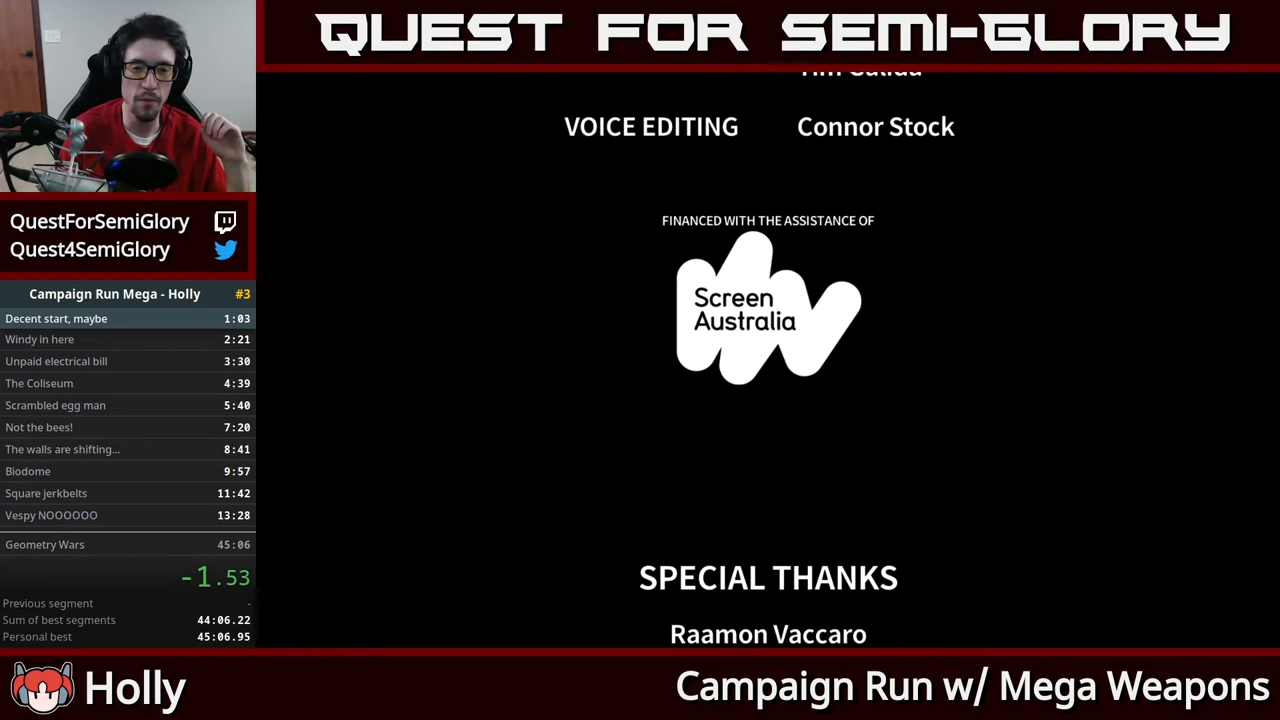 QUEST FOR SEMI-GLORY
VOICE EDITING Connor Stock
FINANCED WITH THE ASSISTANCE OF
Screen
Australia
SPECIAL THANKS
Raamon Vaccaro
QuestForSemiGlory
Quest4SemiGlory
Campaign Run Mega - Holly #3
Decent start, maybe 1:03
Windy in here 2:21
Unpaid electrical bill 3:30
The Coliseum 4:39
Scrambled egg man 5:40
Not the bees! 7:20
The walls are shifting... 8:41
Biodome 9:57
Square jerkbelts 11:42
Vespy NOOOOOO 13:28
Geometry Wars 45:06
-1.53
Previous segment -
Sum of best segments 44:06.22
Personal best 45:06.95
Holly
Campaign Run w/ Mega Weapons